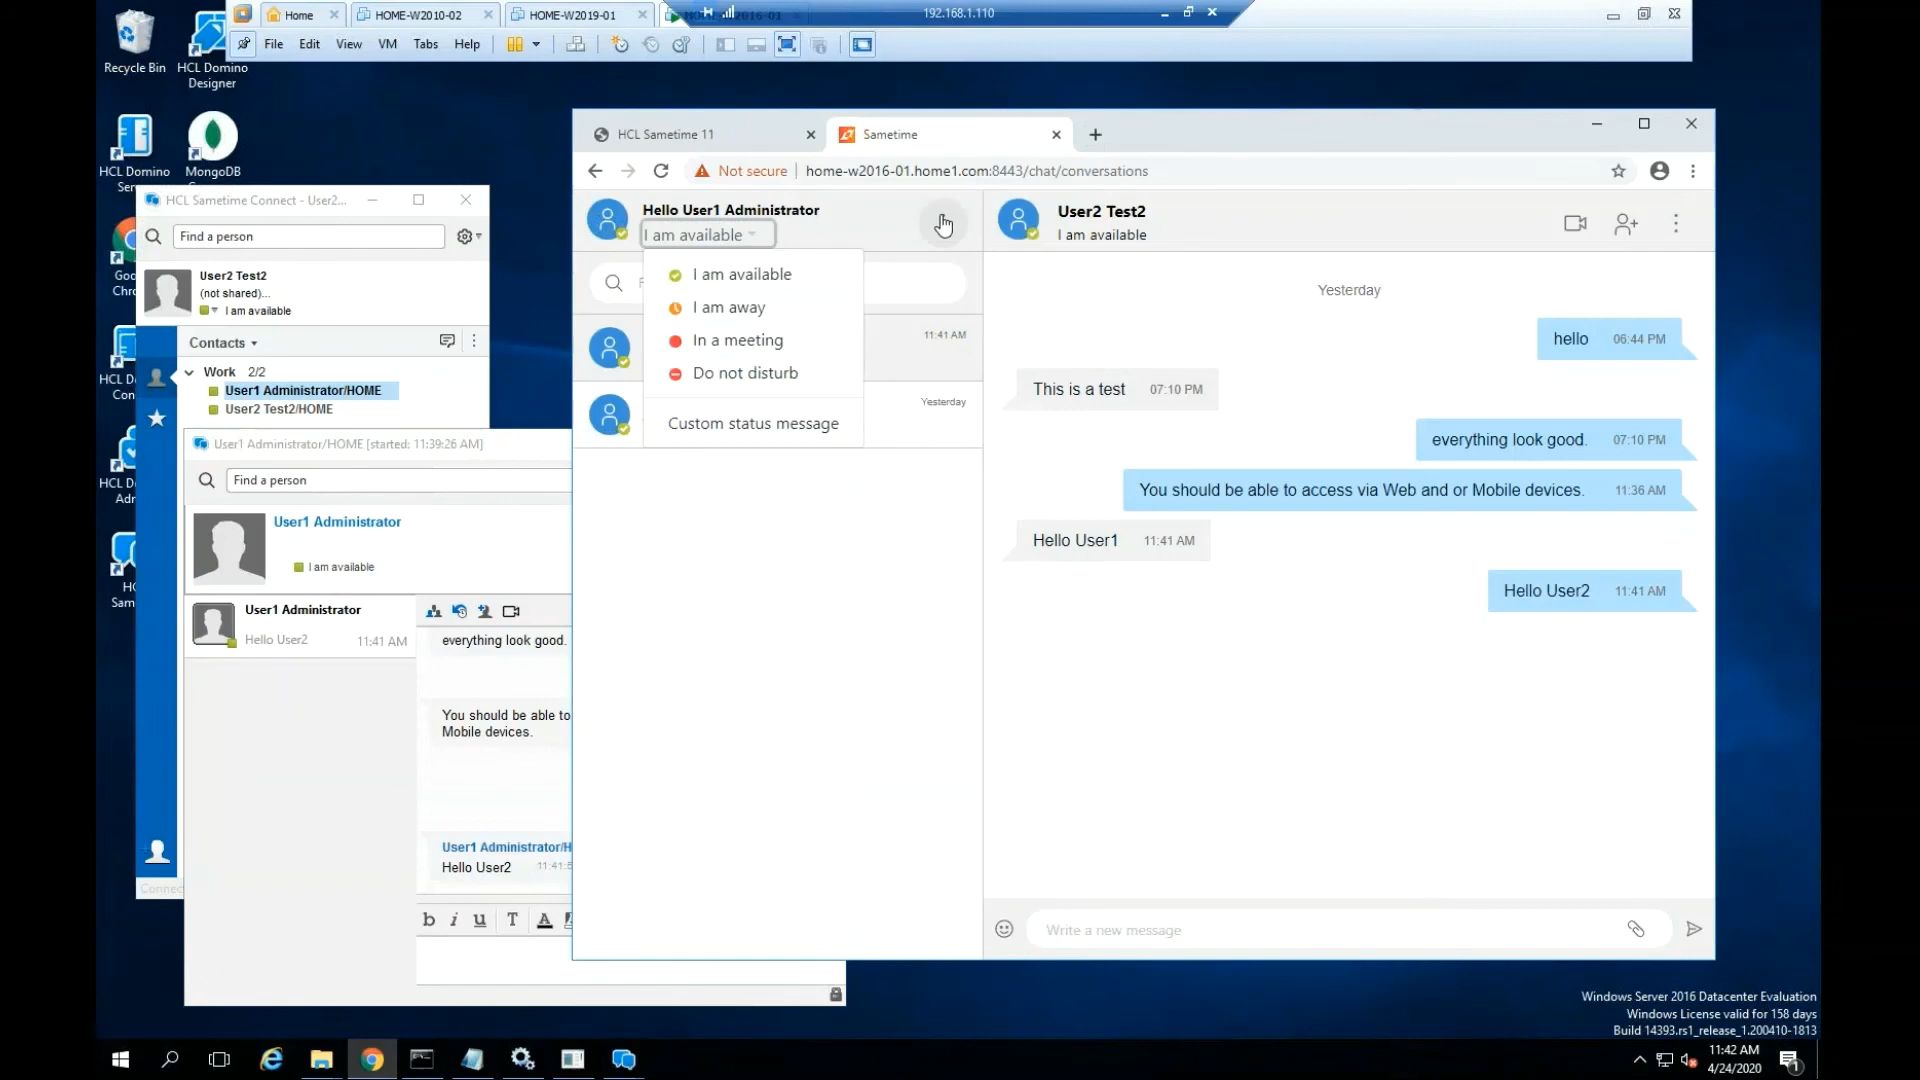 Home
HOME-W2010-02
HOME-W2019-01
HOME-W2016-01
192.168.1.110
File
Edit
View
VM
Tabs
Help
Recycle Bin
HCL Domino
Designer
HCL Domino
MongoDB
HCL Sametime Connect - User2...
Find a person
User2 Test2
(not shared)...
I am available
Contacts
Work 2/2
User1 Administrator/HOME
User2 Test2/HOME
User1 Administrator/HOME [started: 11:39:26 AM]
Find a person
User1 Administrator
I am available
User1 Administrator
Hello User2
11:41 AM
everything look good.
You should be able to
Mobile devices.
User1 Administrator/H
Hello User2
b i u T A
HCL Sametime 11
Sametime
Not secure
home-w2016-01.home1.com:8443/chat/conversations
Hello User1 Administrator
I am available
I am available
I am away
In a meeting
Do not disturb
Custom status message
11:41 AM
Yesterday
User2 Test2
I am available
Yesterday
hello 06:44 PM
This is a test 07:10 PM
everything look good. 07:10 PM
You should be able to access via Web and or Mobile devices. 11:36 AM
Hello User1 11:41 AM
Hello User2 11:41 AM
Write a new message
Windows Server 2016 Datacenter Evaluation
Windows License valid for 158 days
Build 14393.rs1_release_1.200410-1813
11:42 AM
4/24/2020
1